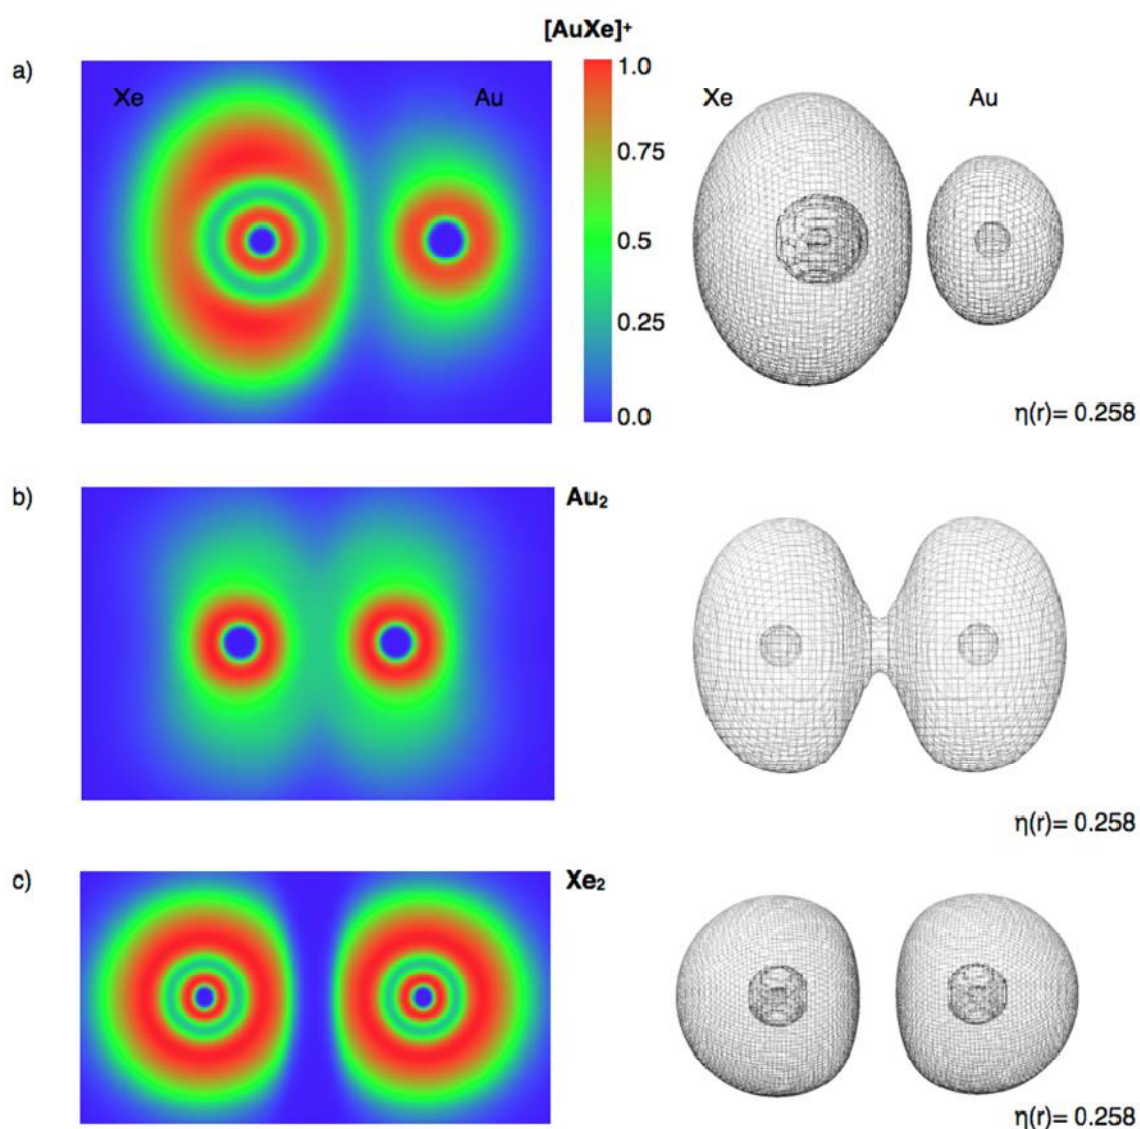 [AuXe]⁺
a)
Xe
Au
1.0
0.75
0.5
0.25
0.0
Xe
Au
η(r)= 0.258
b)
Au₂
η(r)= 0.258
c)
Xe₂
η(r)= 0.258